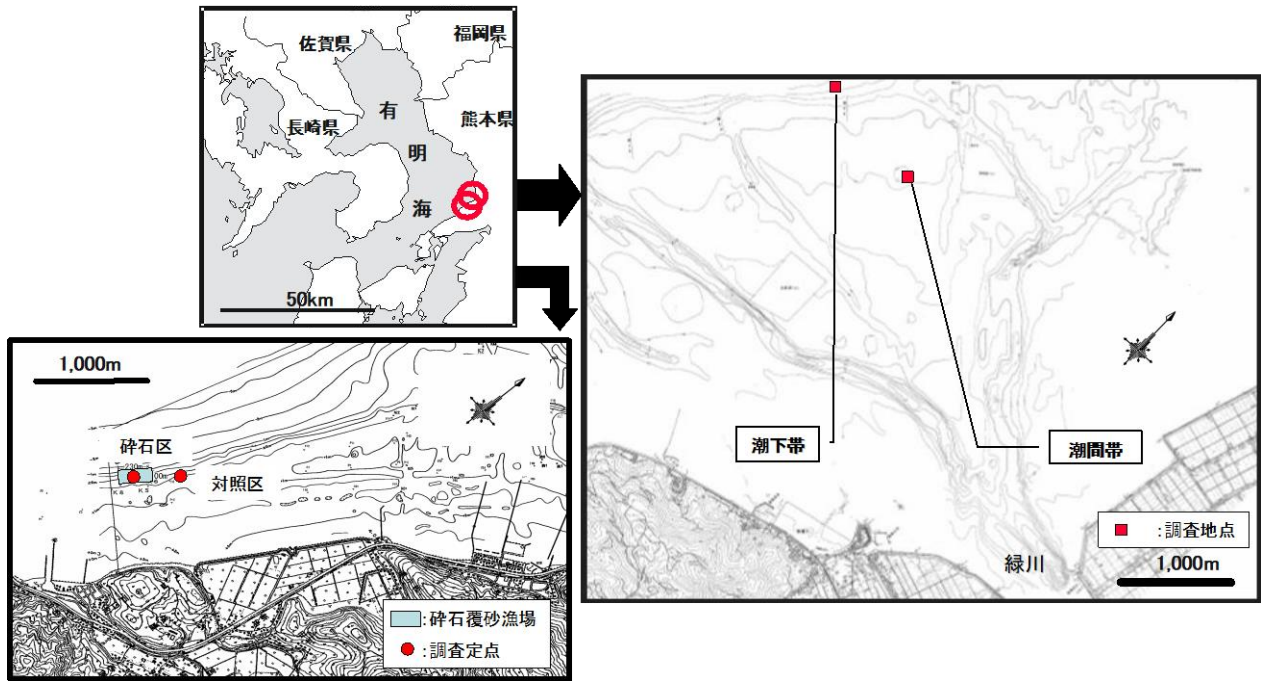 佐賀県
福岡県
有
明
海
長崎県
熊本県
50km
1,000m
砕石区
230m
対照区
:砕石覆砂漁場
:調査定点
潮下帯
潮間帯
緑川
:調査地点
1,000m